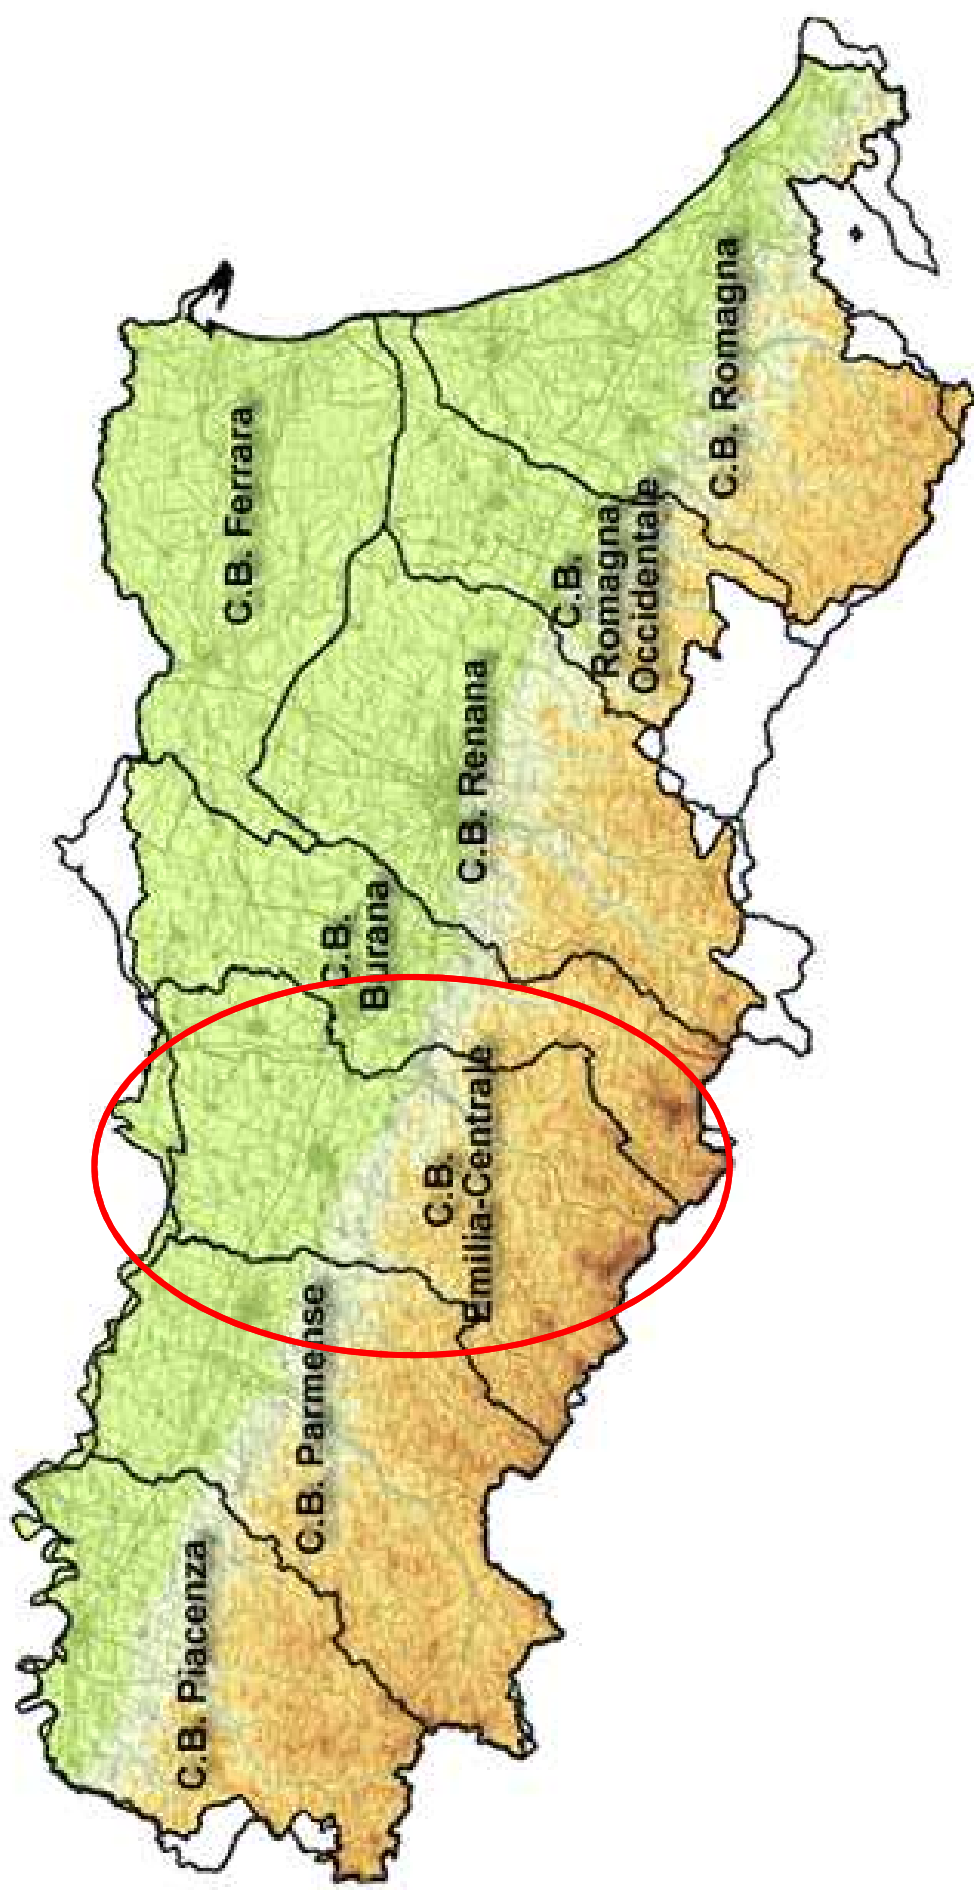 C.B. Piacenza
C.B. Parmense
C.B.
Emilia-Centrale
C.B.
Burana
C.B. Renana
C.B. Ferrara
C.B.
Romagna
Occidentale
C.B. Romagna